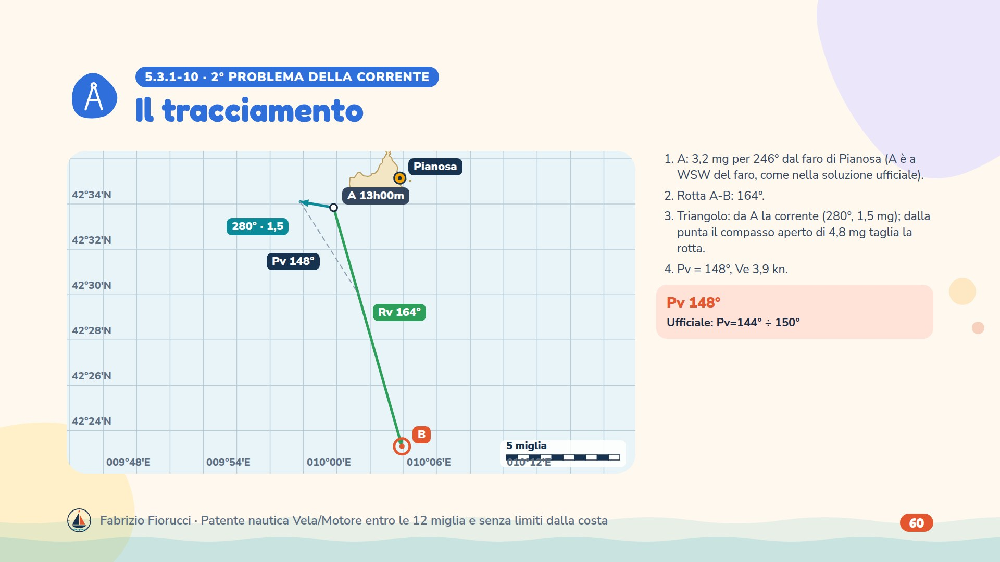 5.3.1-10 · 2° PROBLEMA DELLA CORRENTE
Il tracciamento
Pianosa
A 13h00m
42°34'N
280° · 1,5
42°32'N
Pv 148°
42°30'N
Rv 164°
42°28'N
42°26'N
42°24'N
B
5 miglia
009°48'E
009°54'E
010°00'E
010°06'E
010°12'E
1. A: 3,2 mg per 246° dal faro di Pianosa (A è a
WSW del faro, come nella soluzione ufficiale).
2. Rotta A-B: 164°.
3. Triangolo: da A la corrente (280°, 1,5 mg); dalla
punta il compasso aperto di 4,8 mg taglia la
rotta.
4. Pv = 148°, Ve 3,9 kn.
Pv 148°
Ufficiale: Pv=144° ÷ 150°
Fabrizio Fiorucci · Patente nautica Vela/Motore entro le 12 miglia e senza limiti dalla costa
60